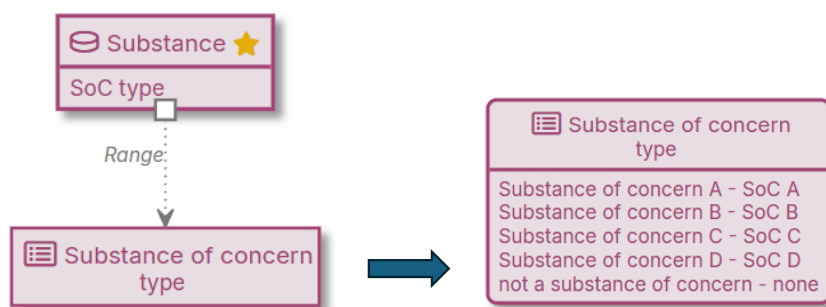 Substance
SoC type
Range
Substance of concern
type
Substance of concern
type
Substance of concern A - SoC A
Substance of concern B - SoC B
Substance of concern C - SoC C
Substance of concern D - SoC D
not a substance of concern - none